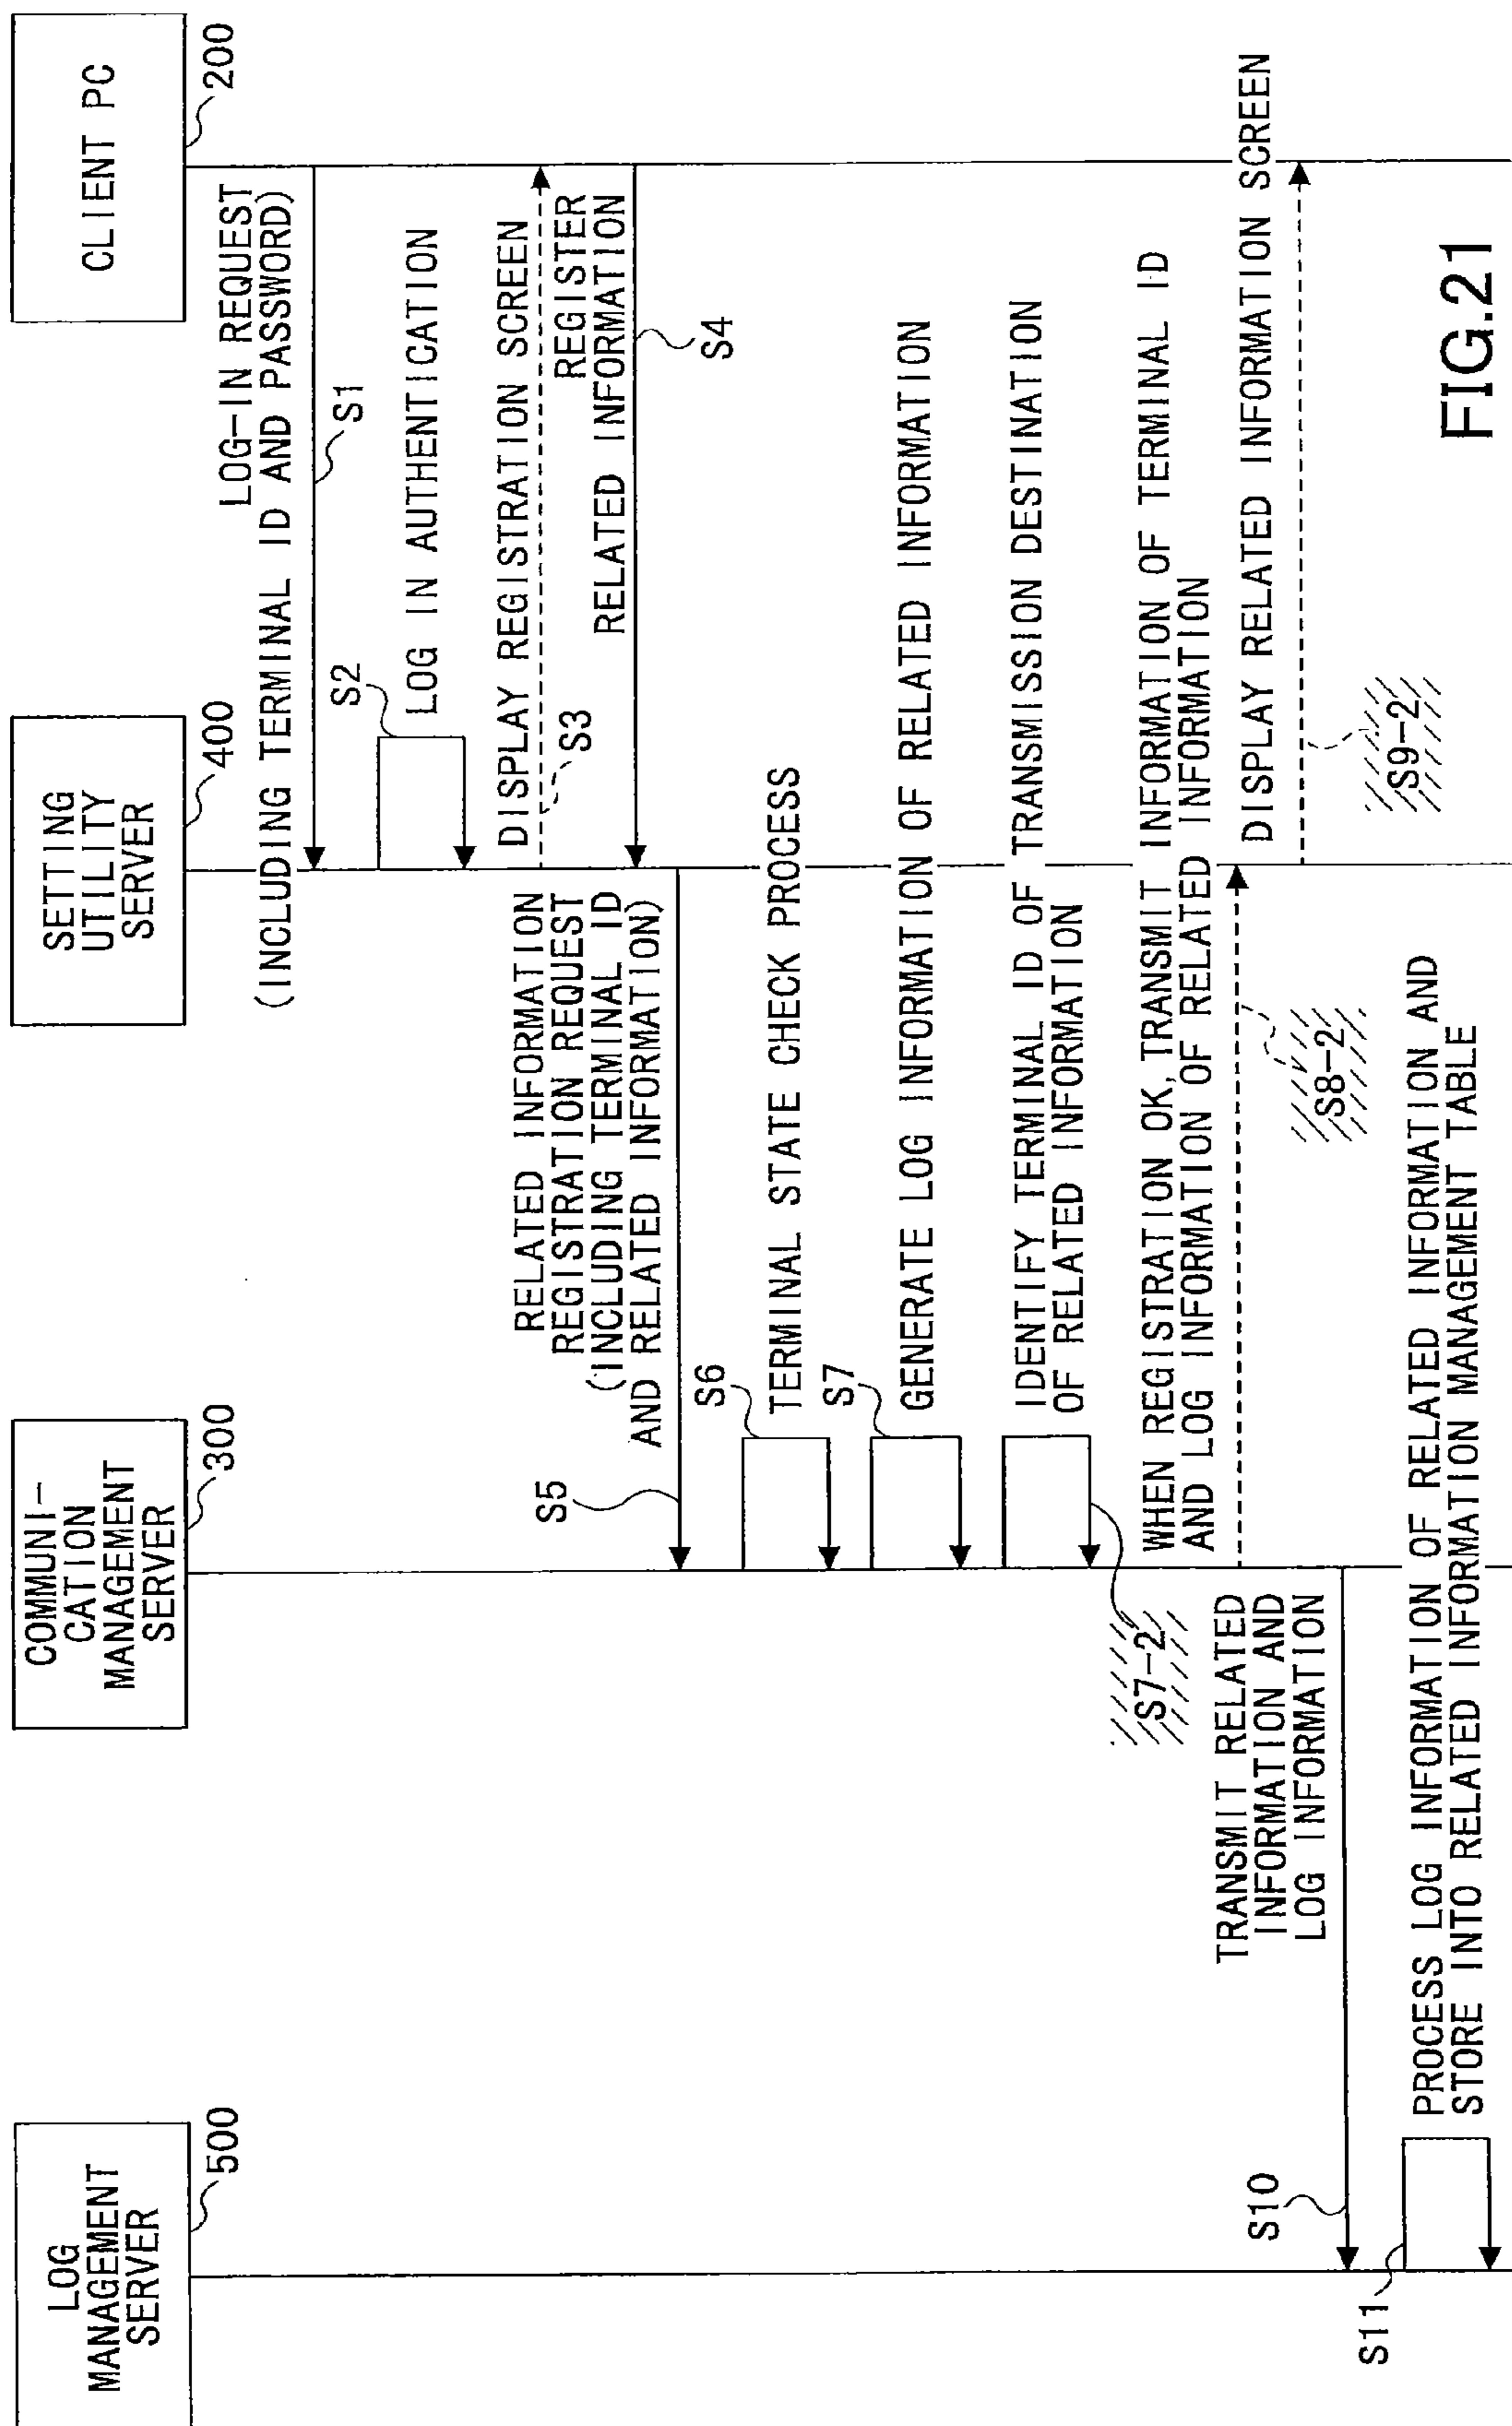 LOG
MANAGEMENT
SERVER
500
COMMUNI-
CATION
MANAGEMENT
SERVER
300
SETTING
UTILITY
SERVER
400
CLIENT PC
200
LOG-IN REQUEST
(INCLUDING TERMINAL ID AND PASSWORD)
S1
S2
LOG IN AUTHENTICATION
DISPLAY REGISTRATION SCREEN
S3
REGISTER
RELATED INFORMATION
S4
RELATED INFORMATION
REGISTRATION REQUEST
(INCLUDING TERMINAL ID
AND RELATED INFORMATION)
S5
S6
TERMINAL STATE CHECK PROCESS
S7
GENERATE LOG INFORMATION OF RELATED INFORMATION
IDENTIFY TERMINAL ID OF TRANSMISSION DESTINATION
OF RELATED INFORMATION
S7-2
WHEN REGISTRATION OK, TRANSMIT INFORMATION OF TERMINAL ID
AND LOG INFORMATION OF RELATED INFORMATION
S8-2
DISPLAY RELATED INFORMATION SCREEN
S9-2
TRANSMIT RELATED
INFORMATION AND
LOG INFORMATION
S10
S11
PROCESS LOG INFORMATION OF RELATED INFORMATION AND
STORE INTO RELATED INFORMATION MANAGEMENT TABLE
FIG.21